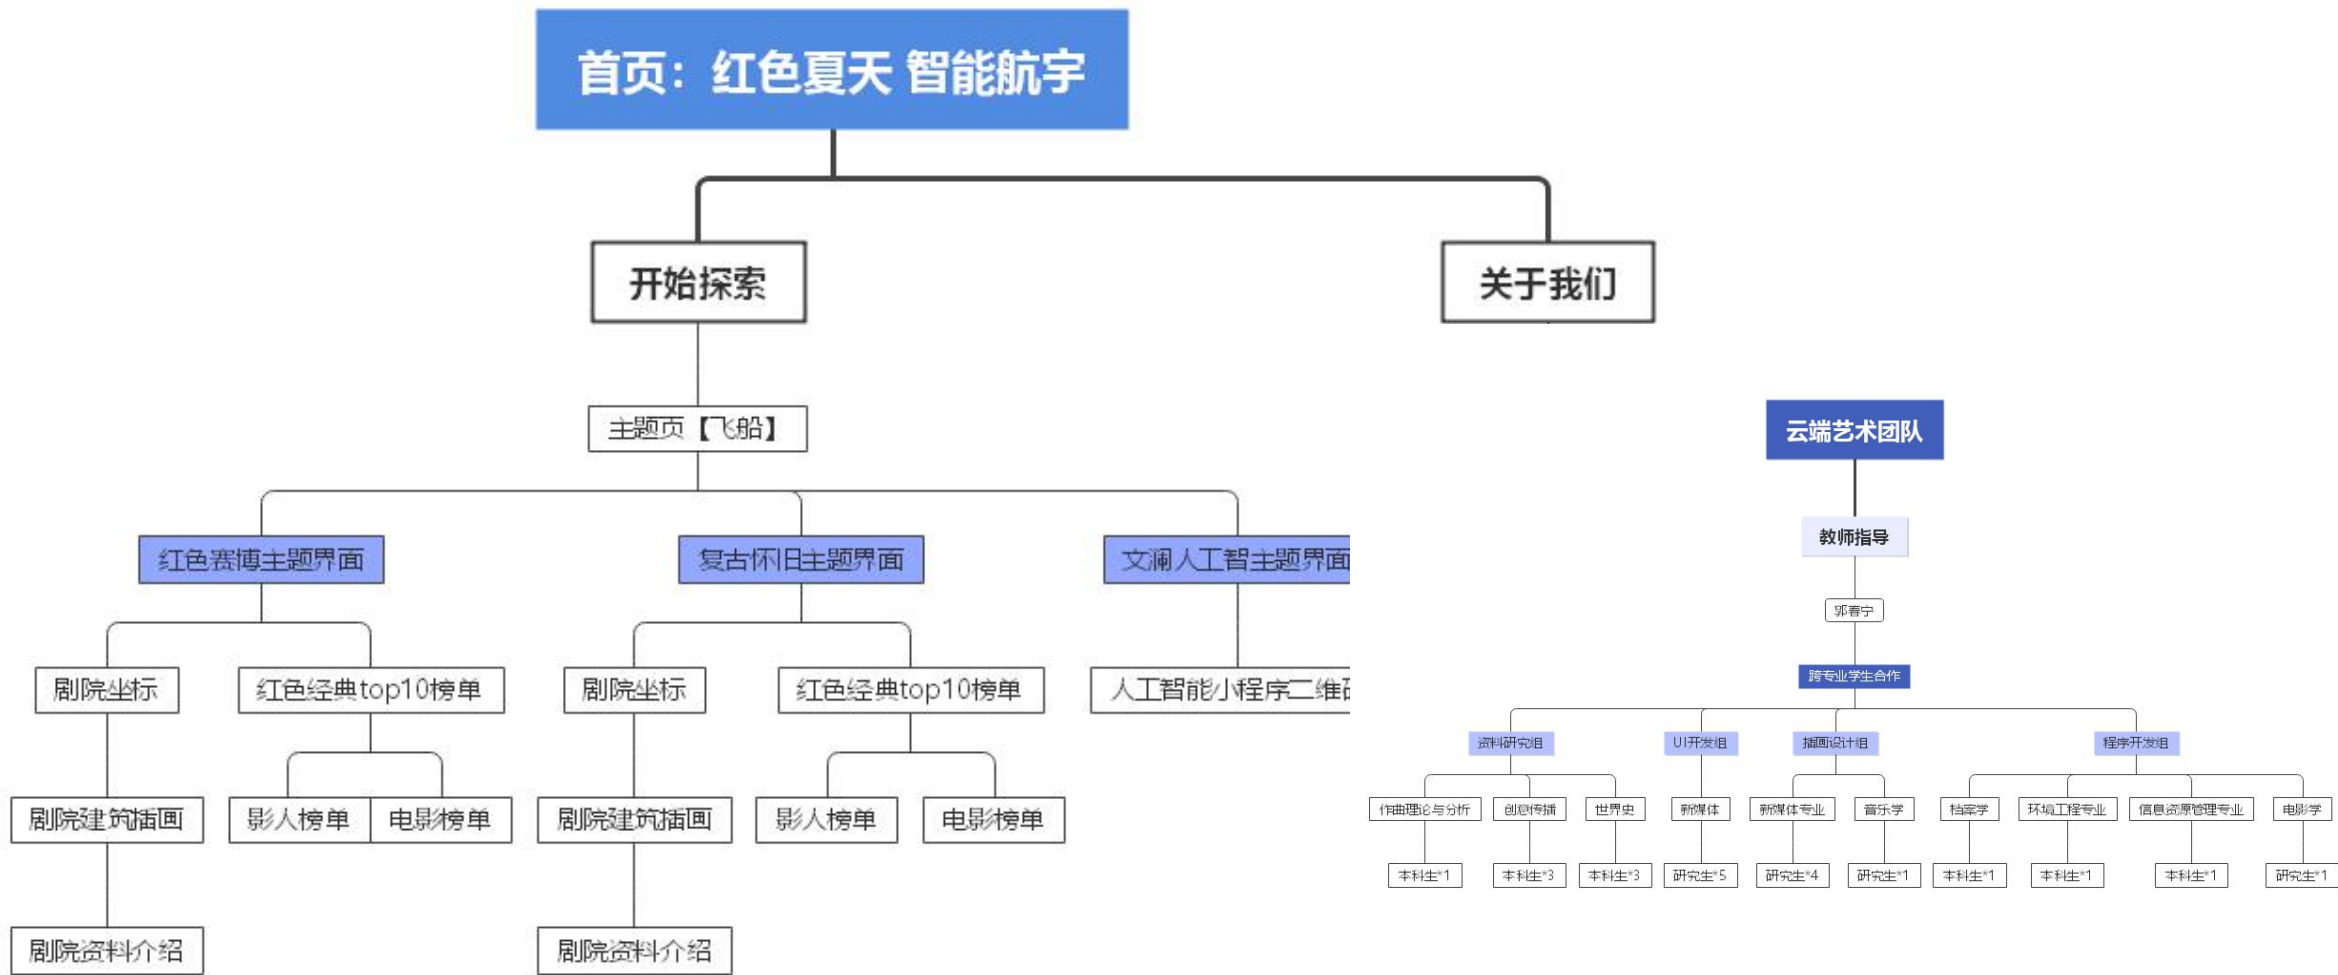 首页：红色夏天 智能航宇
开始探索
关于我们
主题页【飞船】
红色赛博主题界面
复古怀旧主题界面
文澜人工智主题界面
剧院坐标
红色经典top10榜单
剧院坐标
红色经典top10榜单
人工智能小程序二维
剧院建筑插画
影人榜单
电影榜单
剧院建筑插画
影人榜单
电影榜单
剧院资料介绍
剧院资料介绍
云端艺术团队
教师指导
郭春宁
跨专业学生合作
资料研究组
UI开发组
插画设计组
程序开发组
作曲理论与分析
创意传播
世界史
新媒体
新媒体专业
音乐学
档案学
环境工程专业
信息资源管理专业
电影学
本科生*1
本科生*3
本科生*3
研究生*5
研究生*4
研究生*1
本科生*1
本科生*1
本科生*1
研究生*1